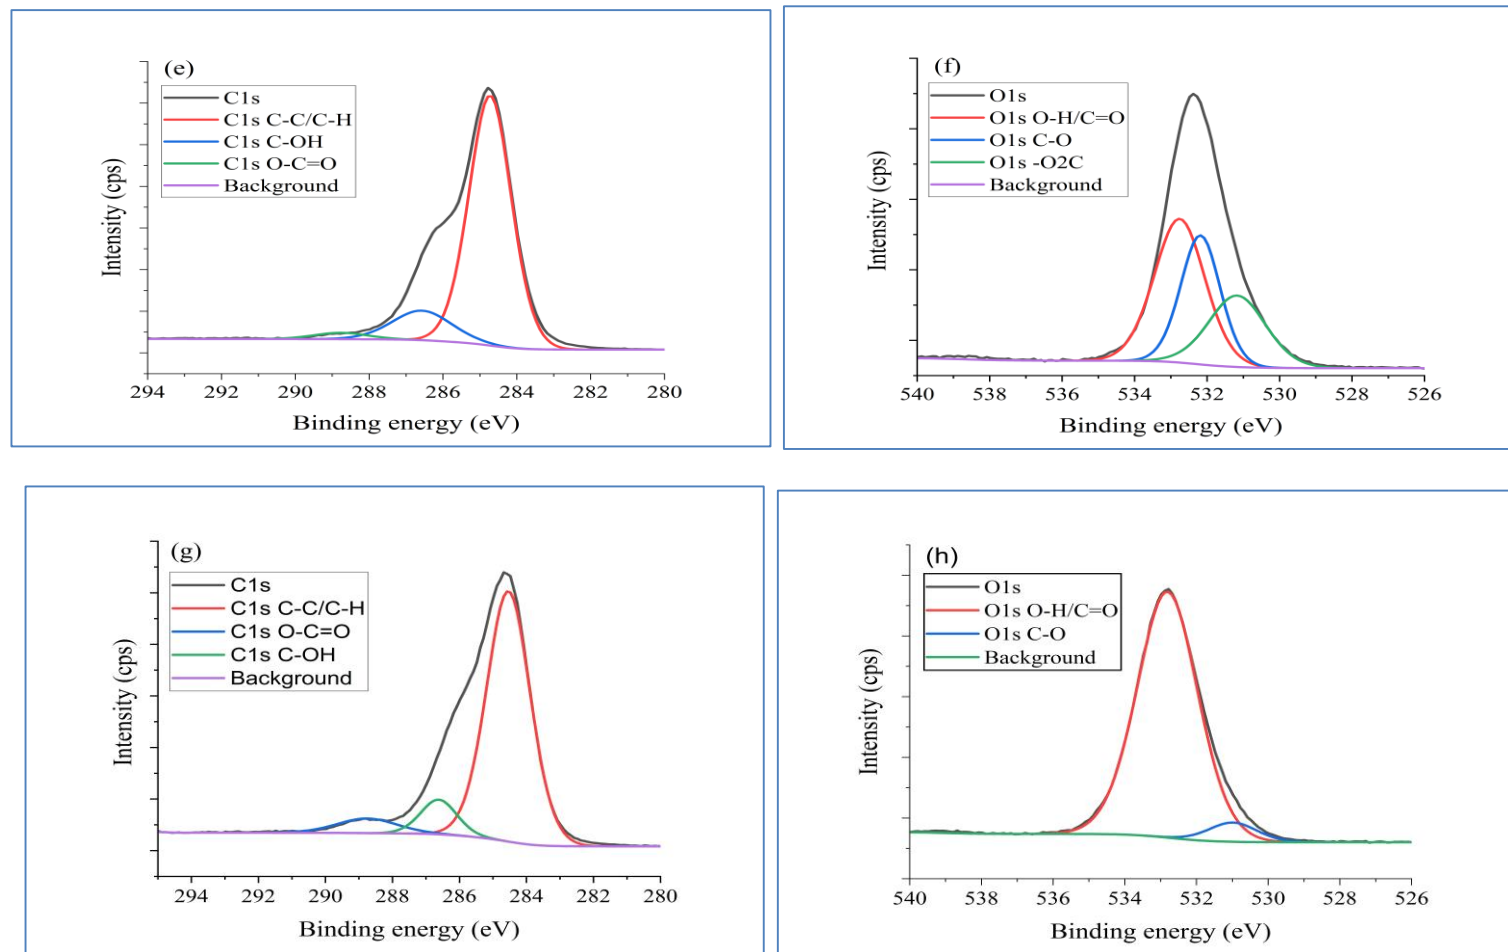 (e)
C1s
C1s C-C/C-H
C1s C-OH
C1s O-C=O
Background
Intensity (cps)
294 292 290 288 286 284 282 280
Binding energy (eV)
(f)
O1s
O1s O-H/C=O
O1s C-O
O1s -O2C
Background
Intensity (cps)
540 538 536 534 532 530 528 526
Binding energy (eV)
(g)
C1s
C1s C-C/C-H
C1s O-C=O
C1s C-OH
Background
Intensity (cps)
294 292 290 288 286 284 282 280
Binding energy (eV)
(h)
O1s
O1s O-H/C=O
O1s C-O
Background
Intensity (cps)
540 538 536 534 532 530 528 526
Binding energy (eV)